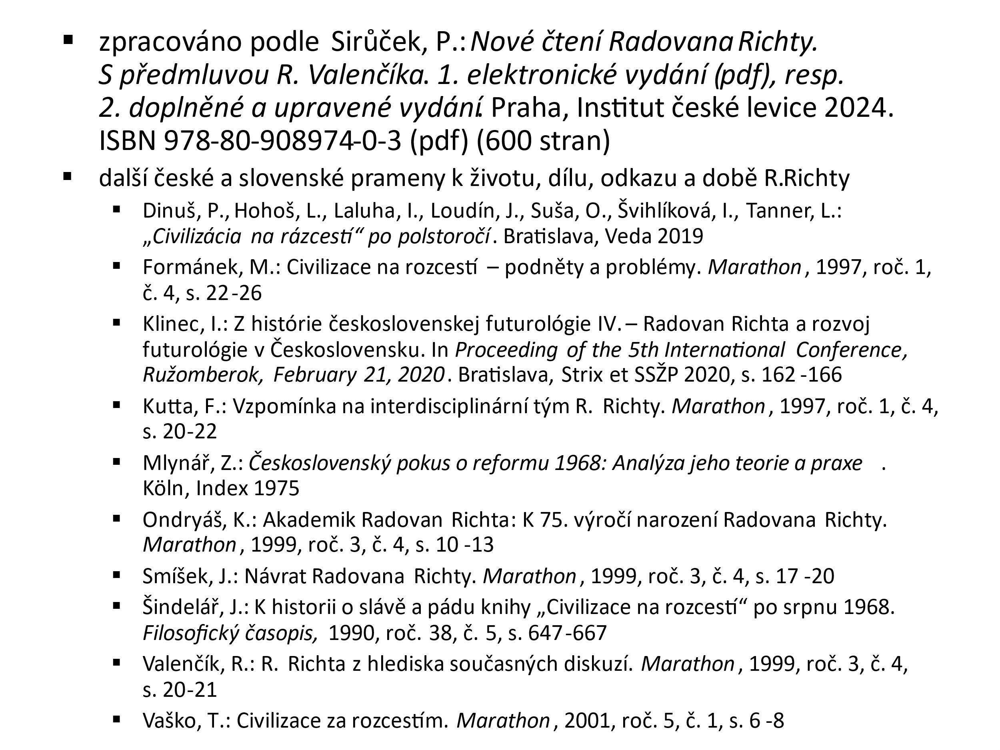 ▪ zpracováno podle Sirůček, P.: Nové čtení Radovana Richty.
S předmluvou R. Valenčíka. 1. elektronické vydání (pdf), resp.
2. doplněné a upravené vydání. Praha, Institut české levice 2024.
ISBN 978-80-908974-0-3 (pdf) (600 stran)
▪ další české a slovenské prameny k životu, dílu, odkazu a době R.Richty
▪ Dinuš, P., Hohoš, L., Laluha, I., Loudín, J., Suša, O., Švihlíková, I., Tanner, L.:
„Civilizácia na rázcestí“ po polstoročí. Bratislava, Veda 2019
▪ Formánek, M.: Civilizace na rozcestí – podněty a problémy. Marathon, 1997, roč. 1,
č. 4, s. 22-26
▪ Klinec, I.: Z histórie československej futurológie IV. – Radovan Richta a rozvoj
futurológie v Československu. In Proceeding of the 5th International Conference,
Ružomberok, February 21, 2020. Bratislava, Strix et SSŽP 2020, s. 162-166
▪ Kutta, F.: Vzpomínka na interdisciplinární tým R. Richty. Marathon, 1997, roč. 1, č. 4,
s. 20-22
▪ Mlynář, Z.: Československý pokus o reformu 1968: Analýza jeho teorie a praxe.
Köln, Index 1975
▪ Ondryáš, K.: Akademik Radovan Richta: K 75. výročí narození Radovana Richty.
Marathon, 1999, roč. 3, č. 4, s. 10-13
▪ Smíšek, J.: Návrat Radovana Richty. Marathon, 1999, roč. 3, č. 4, s. 17-20
▪ Šindelář, J.: K historii o slávě a pádu knihy „Civilizace na rozcestí“ po srpnu 1968.
Filosofický časopis, 1990, roč. 38, č. 5, s. 647-667
▪ Valenčík, R.: R. Richta z hlediska současných diskuzí. Marathon, 1999, roč. 3, č. 4,
s. 20-21
▪ Vaško, T.: Civilizace za rozcestím. Marathon, 2001, roč. 5, č. 1, s. 6-8